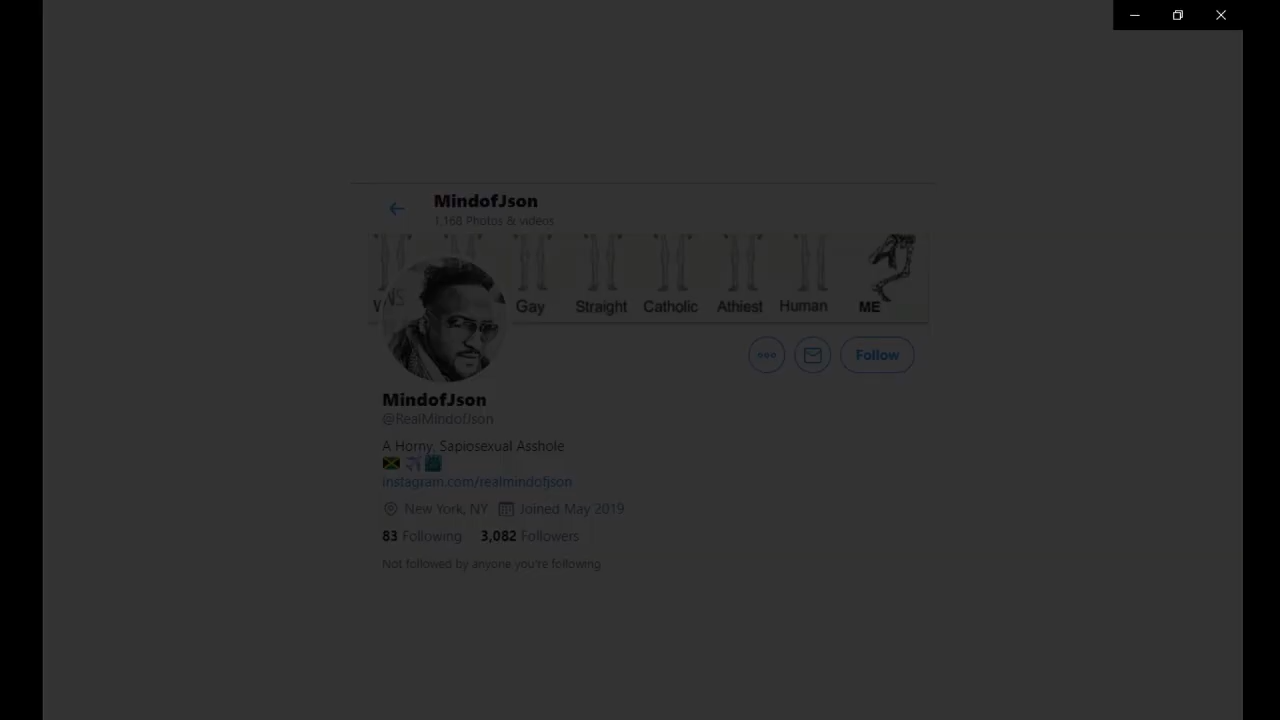 MindofJson
1,168 Photos & videos
Gay Straight Catholic Athiest Human ME
Follow
MindofJson
@RealMindofJson
A Horny, Sapiosexual Asshole
instagram.com/realmindofjson
New York, NY Joined May 2019
83 Following 3,082 Followers
Not followed by anyone you're following